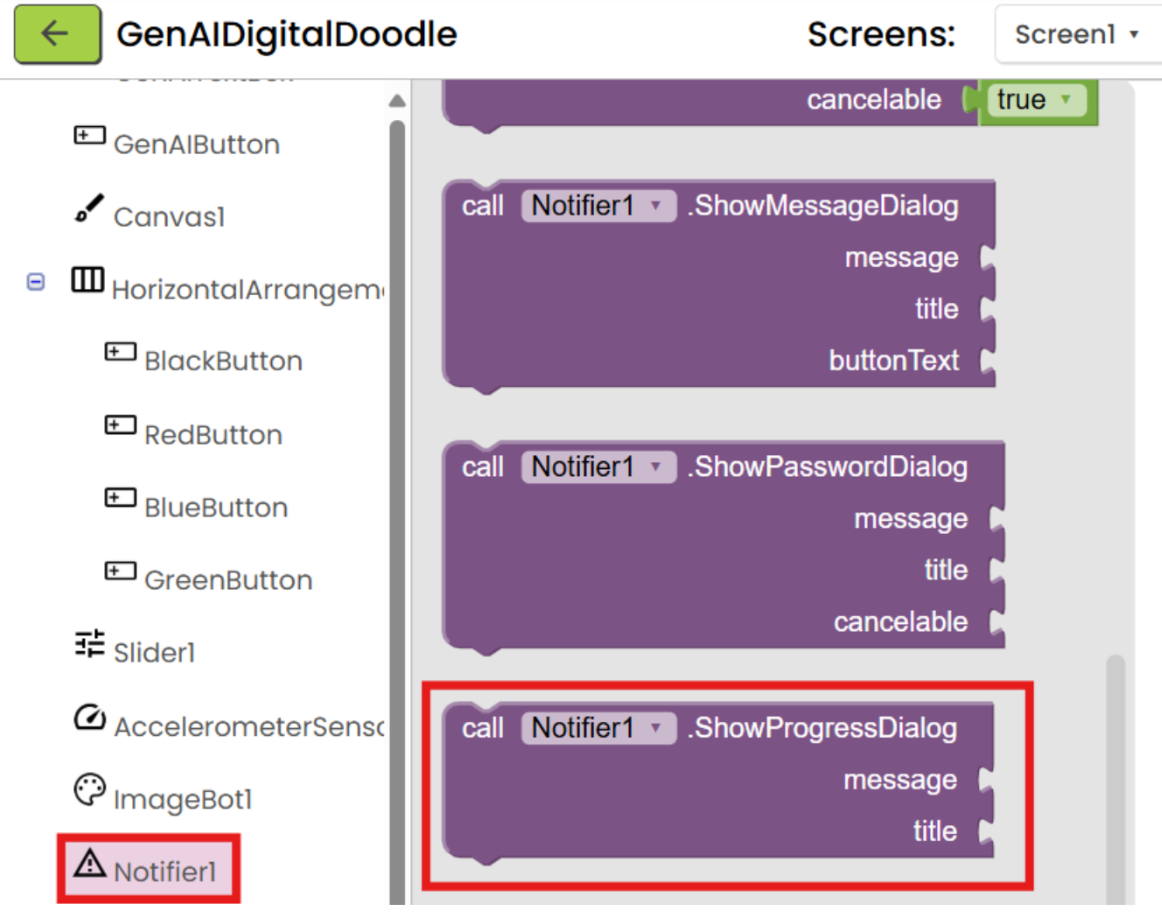 GenAIDigitalDoodle
Screens:
Screen1
GenAIButton
Canvas1
HorizontalArrangem
BlackButton
RedButton
BlueButton
GreenButton
Slider1
AccelerometerSens
ImageBot1
Notifier1
cancelable true
call Notifier1 .ShowMessageDialog
message
title
buttonText
call Notifier1 .ShowPasswordDialog
message
title
cancelable
call Notifier1 .ShowProgressDialog
message
title